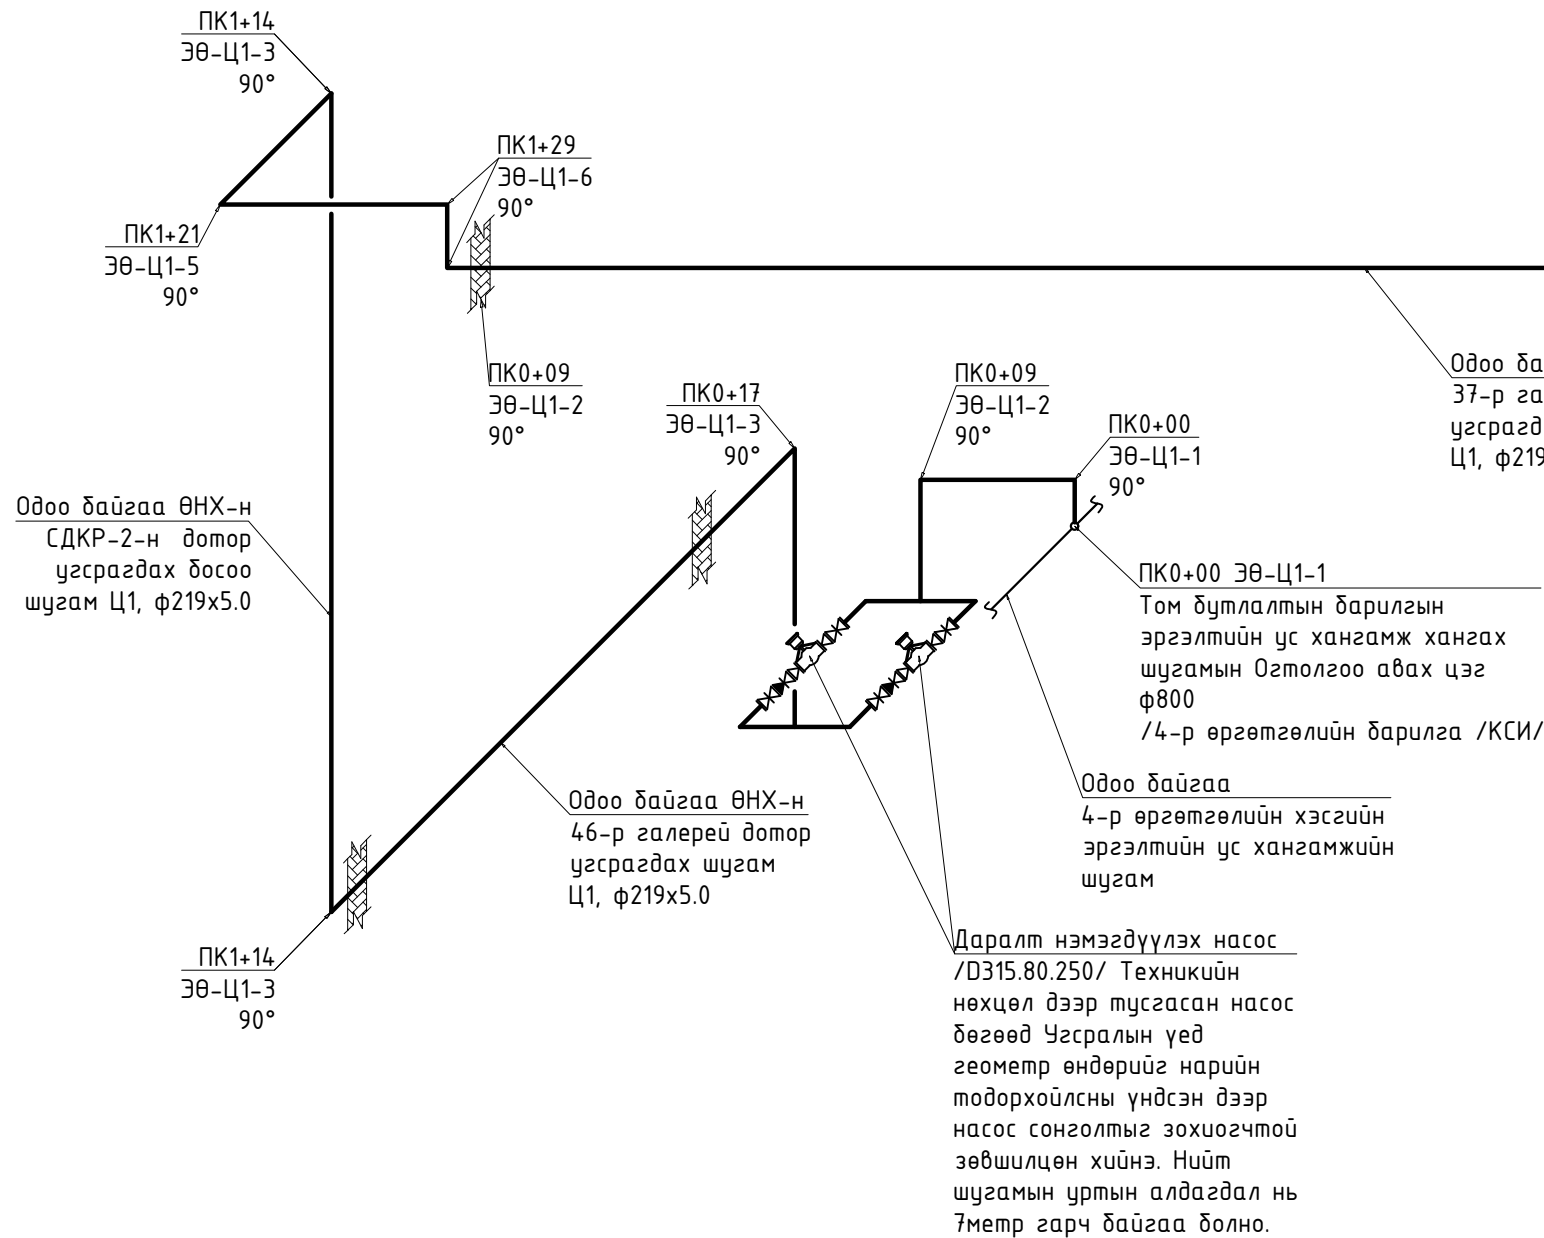 ПК1+14
ЭӨ-Ц1-3
90°
ПК1+29
ЭӨ-Ц1-6
90°
ПК1+21
ЭӨ-Ц1-5
90°
ПК0+09
ЭӨ-Ц1-2
90°
ПК0+17
ЭӨ-Ц1-3
90°
ПК0+09
ЭӨ-Ц1-2
90°
ПК0+00
ЭӨ-Ц1-1
90°
Одоо ба
37-р га
угсрагд
Ц1, ф219
Одоо байгаа ӨНХ-н
СДКР-2-н дотор
угсрагдах босоо
шугам Ц1, ф219х5.0
ПК0+00 ЭӨ-Ц1-1
Том бутлалтын барилгын
эргэлтийн ус хангамж хангах
шугамын Огтолгоо авах цэг
ф800
/4-р өргөтгөлийн барилга /КСИ/
Одоо байгаа
4-р өргөтгөлийн хэсгийн
эргэлтийн ус хангамжийн
шугам
Одоо байгаа ӨНХ-н
46-р галерей дотор
угсрагдах шугам
Ц1, ф219х5.0
ПК1+14
ЭӨ-Ц1-3
90°
Даралт нэмэгдүүлэх насос
/D315.80.250/ Техникийн
нөхцөл дээр тусгасан насос
бөгөөд Угсралын үед
геометр өндөрийг нарийн
тодорхойлсны үндсэн дээр
насос сонголтыг зохиогчтой
зөвшилцөн хийнэ. Нийт
шугамын уртын алдагдал нь
7метр гарч байгаа болно.